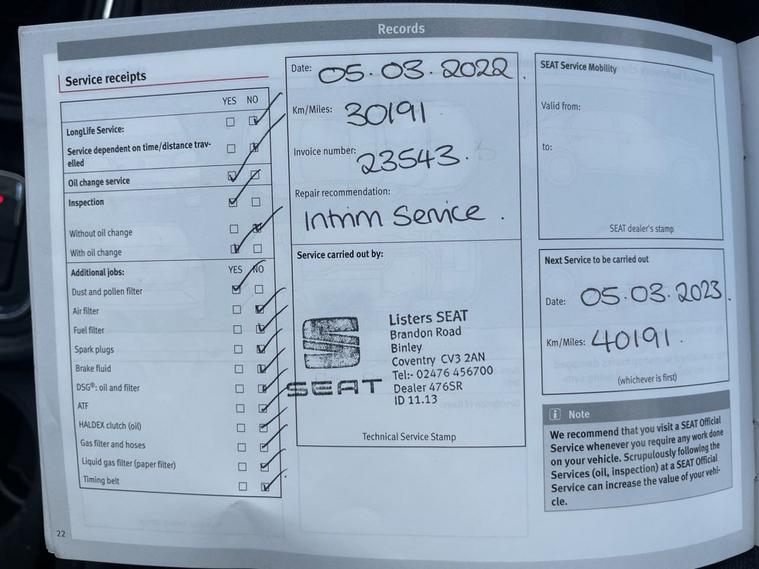 Records
Service receipts
YES NO
LongLife Service:
Service dependent on time/distance trav-
elled
Oil change service
Inspection
Without oil change
With oil change
Additional jobs: YES NO
Dust and pollen filter
Air filter
Fuel filter
Spark plugs
Brake fluid
DSG®: oil and filter
ATF
HALDEX clutch (oil)
Gas filter and hoses
Liquid gas filter (paper filter)
Timing belt
22
Date: 05.03.2022.
Km/Miles: 30191
Invoice number: 23543.
Repair recommendation:
Intrim Service.
Service carried out by:
SEAT
Listers SEAT
Brandon Road
Binley
Coventry CV3 2AN
Tel:- 02476 456700
Dealer 476SR
ID 11.13
Technical Service Stamp
SEAT Service Mobility
Valid from:
to:
SEAT dealer's stamp
Next Service to be carried out
Date: 05.03.2023.
Km/Miles: 40191.
(whichever is first)
i Note
We recommend that you visit a SEAT Official
Service whenever you require any work done
on your vehicle. Scrupulously following the
Services (oil, inspection) at a SEAT Official
Service can increase the value of your vehi-
cle.